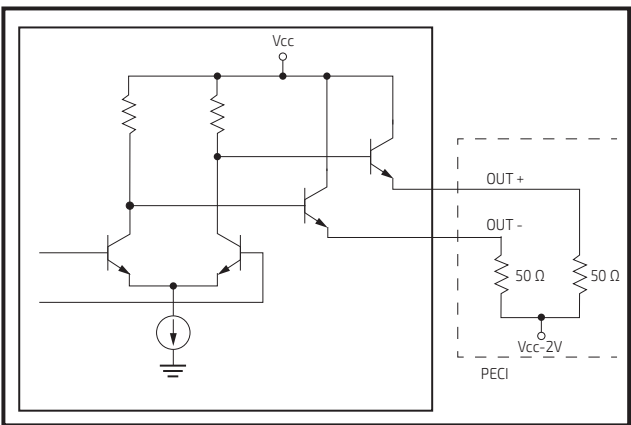 Vcc
OUT +
OUT -
50 Ω
50 Ω
Vcc-2V
PECI